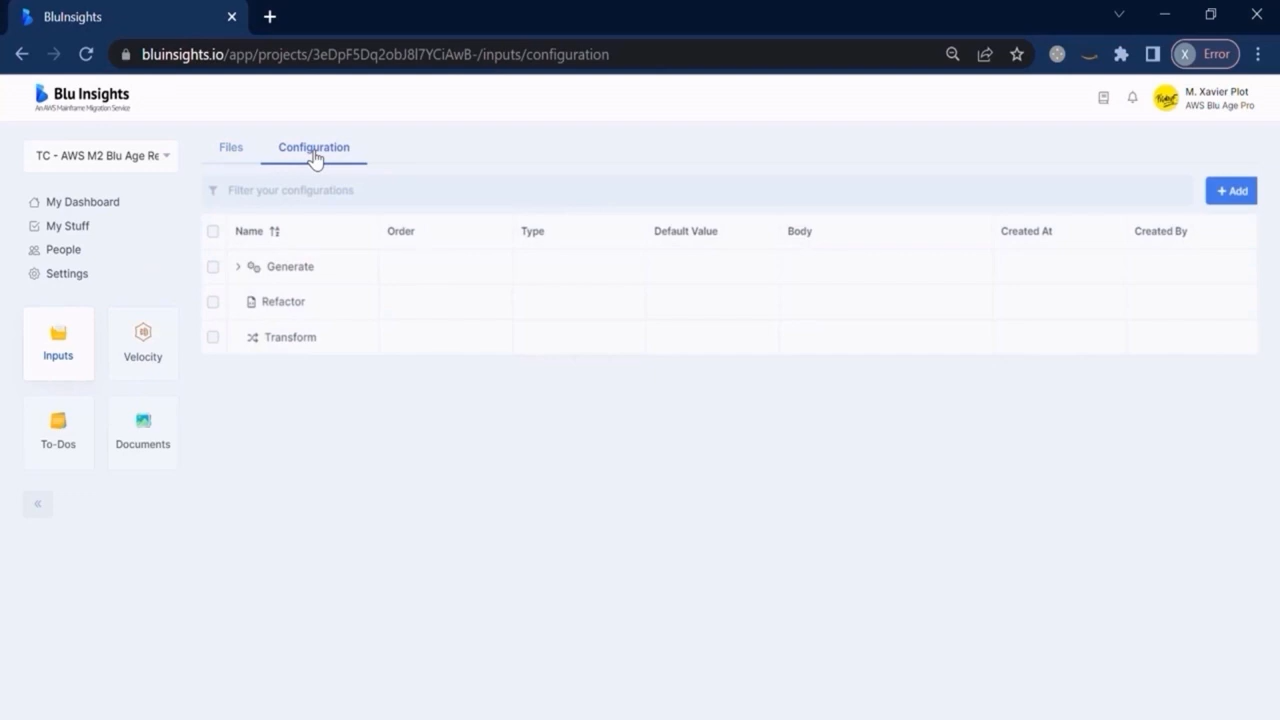 BluInsights
bluinsights.io/app/projects/3eDpF5Dq2obJ8l7YCiAwB-/inputs/configuration
X Error
Blu Insights
An AWS Mainframe Migration Service
M. Xavier Plot
AWS Blu Age Pro
TC - AWS M2 Blu Age Re
Files Configuration
My Dashboard
My Stuff
People
Settings
Filter your configurations
+ Add
Name Order Type Default Value Body Created At Created By
Generate
Refactor
Transform
Inputs Velocity
To-Dos Documents